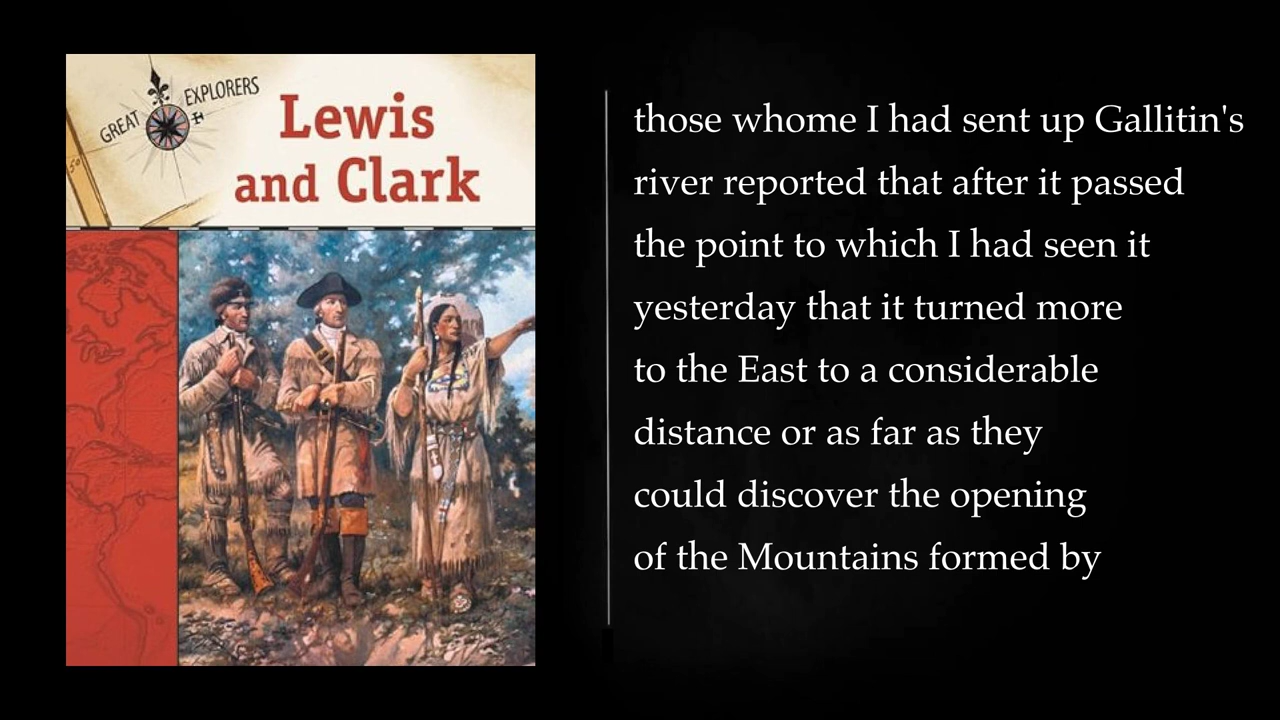 GREAT EXPLORERS
Lewis
and Clark
50
those whome I had sent up Gallitin's
river reported that after it passed
the point to which I had seen it
yesterday that it turned more
to the East to a considerable
distance or as far as they
could discover the opening
of the Mountains formed by